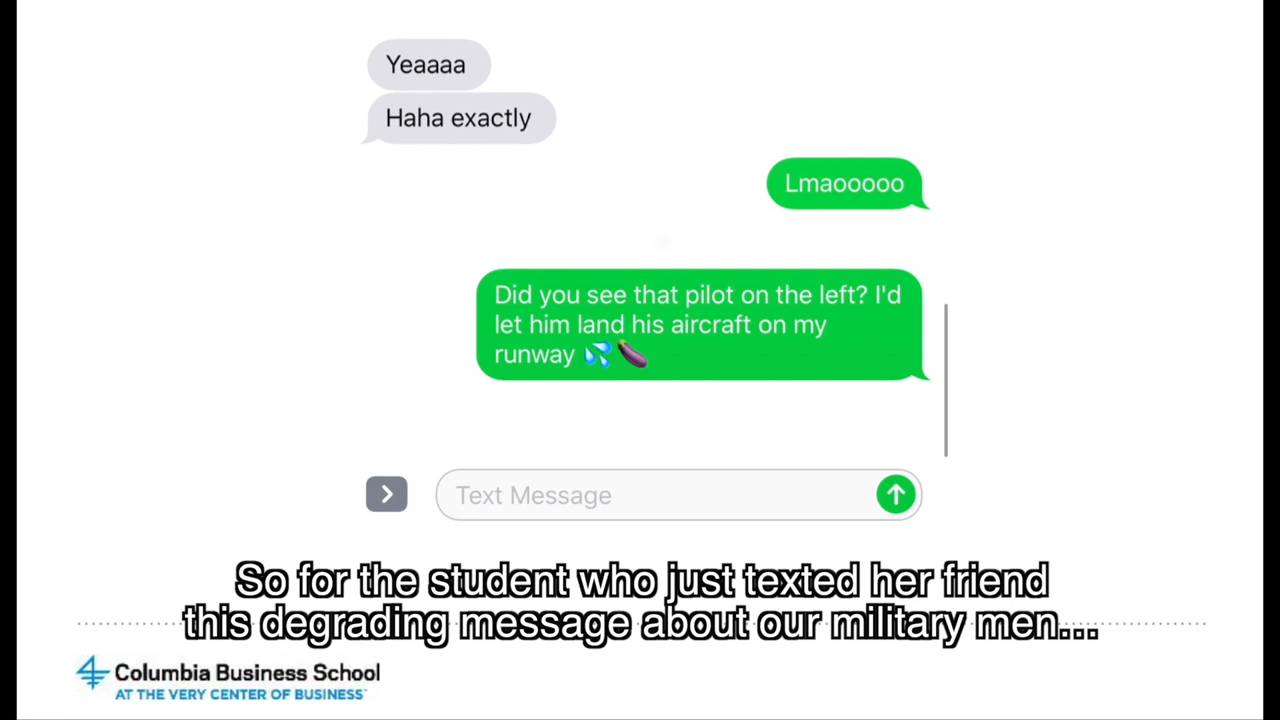 Yeaaaa
Haha exactly
Lmaooooo
Did you see that pilot on the left? I'd
let him land his aircraft on my
runway 💦🍆
Text Message
So for the student who just texted her friend
this degrading message about our military men...
Columbia Business School
AT THE VERY CENTER OF BUSINESS